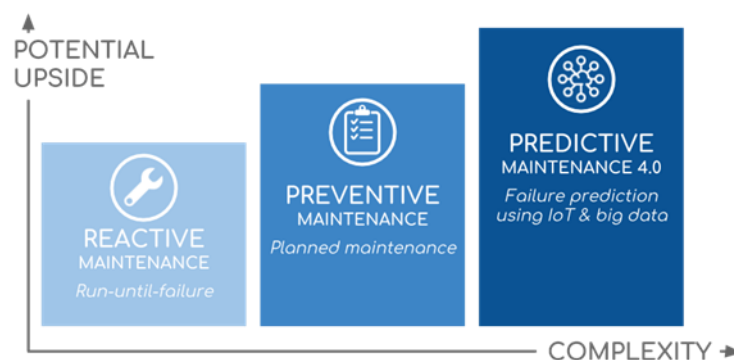 POTENTIAL
UPSIDE
REACTIVE
MAINTENANCE
Run-until-failure
PREVENTIVE
MAINTENANCE
Planned maintenance
PREDICTIVE
MAINTENANCE 4.0
Failure prediction
using IoT & big data
COMPLEXITY